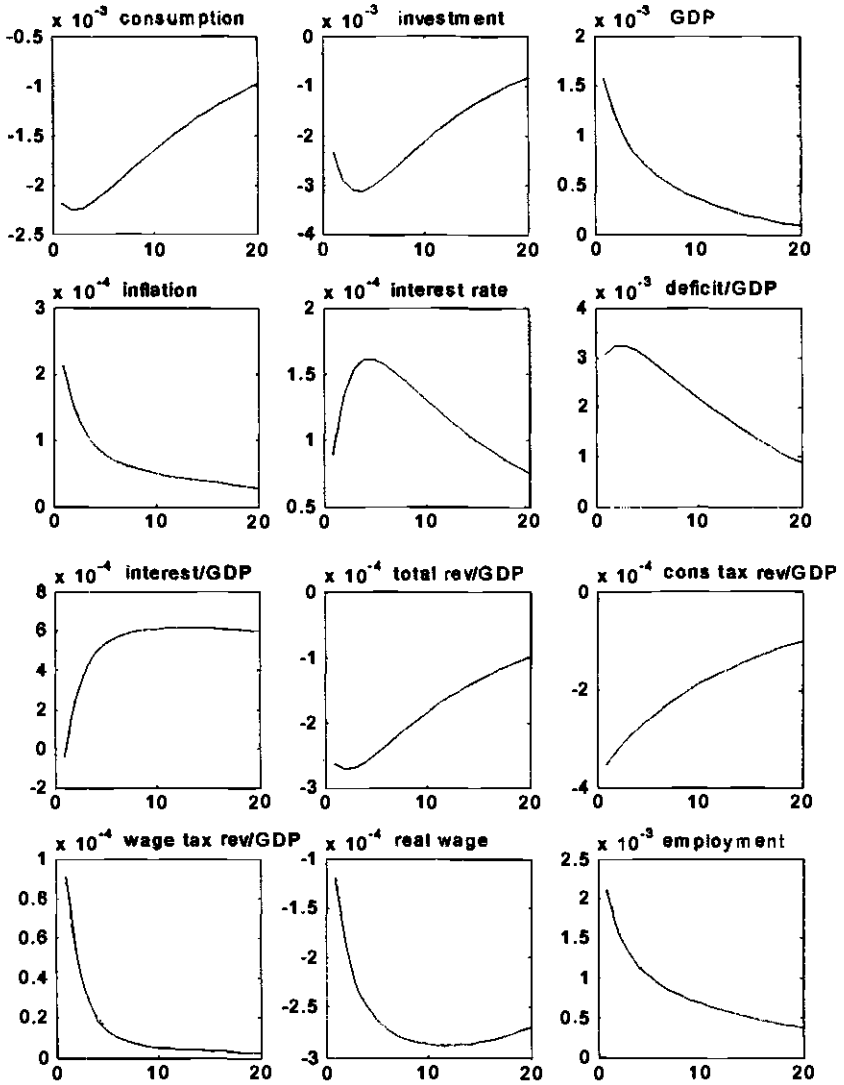 x 10⁻³ consumption
-0.5
-1
-1.5
-2
-2.5
0 10 20
x 10⁻³ investment
0
-1
-2
-3
-4
0 10 20
x 10⁻³ GDP
2
1.5
1
0.5
0
0 10 20
x 10⁻⁴ inflation
3
2
1
0
0 10 20
x 10⁻⁴ interest rate
2
1.5
1
0.5
0 10 20
x 10⁻³ deficit/GDP
4
3
2
1
0
0 10 20
x 10⁻⁴ interest/GDP
8
6
4
2
0
-2
0 10 20
x 10⁻⁴ total rev/GDP
0
-1
-2
-3
0 10 20
x 10⁻⁴ cons tax rev/GDP
0
-2
-4
0 10 20
x 10⁻⁴ wage tax rev/GDP
1
0.8
0.6
0.4
0.2
0
0 10 20
x 10⁻⁴ real wage
-1
-1.5
-2
-2.5
-3
0 10 20
x 10⁻³ employment
2.5
2
1.5
1
0.5
0
0 10 20